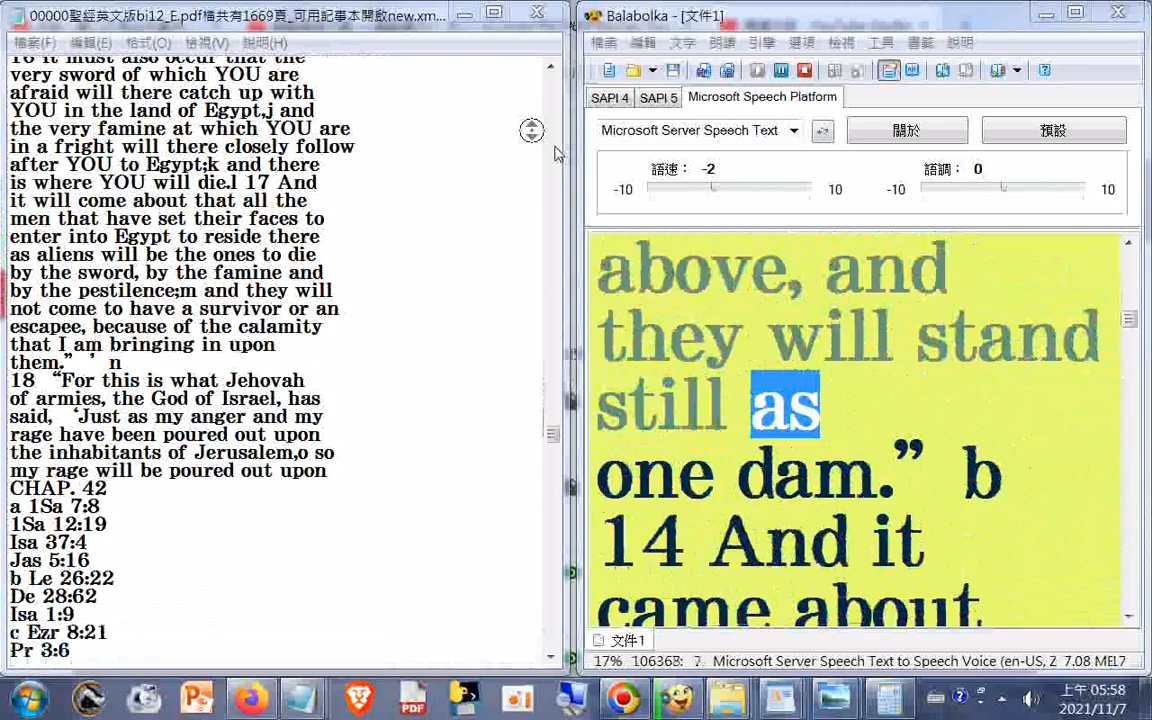 00000聖經英文版bi12_E.pdf檔共有1669頁_可用記事本開啟new.xm...
檔案(F) 編輯(E) 格式(O) 檢視(V) 說明(H)
16 It must also occur that the
very sword of which YOU are
afraid will there catch up with
YOU in the land of Egypt,j and
the very famine at which YOU are
in a fright will there closely follow
after YOU to Egypt;k and there
is where YOU will die.l 17 And
it will come about that all the
men that have set their faces to
enter into Egypt to reside there
as aliens will be the ones to die
by the sword, by the famine and
by the pestilence;m and they will
not come to have a survivor or an
escapee, because of the calamity
that I am bringing in upon
them.” ’ n
18 “For this is what Jehovah
of armies, the God of Israel, has
said, ‘Just as my anger and my
rage have been poured out upon
the inhabitants of Jerusalem,o so
my rage will be poured out upon
CHAP. 42
a 1Sa 7:8
1Sa 12:19
Isa 37:4
Jas 5:16
b Le 26:22
De 28:62
Isa 1:9
c Ezr 8:21
Pr 3:6
Balabolka - [文件1]
檔案 編輯 文字 朗讀 引擎 選項 檢視 工具 書籤 說明
SAPI 4 SAPI 5 Microsoft Speech Platform
Microsoft Server Speech Text 關於 預設
語速： -2 語調： 0
-10 10 -10 10
above, and
they will stand
still as
one dam.” b
14 And it
came about
文件1
17% 106368: 7 Microsoft Server Speech Text to Speech Voice (en-US, Z 7.08 MEL7
上午 05:58
2021/11/7